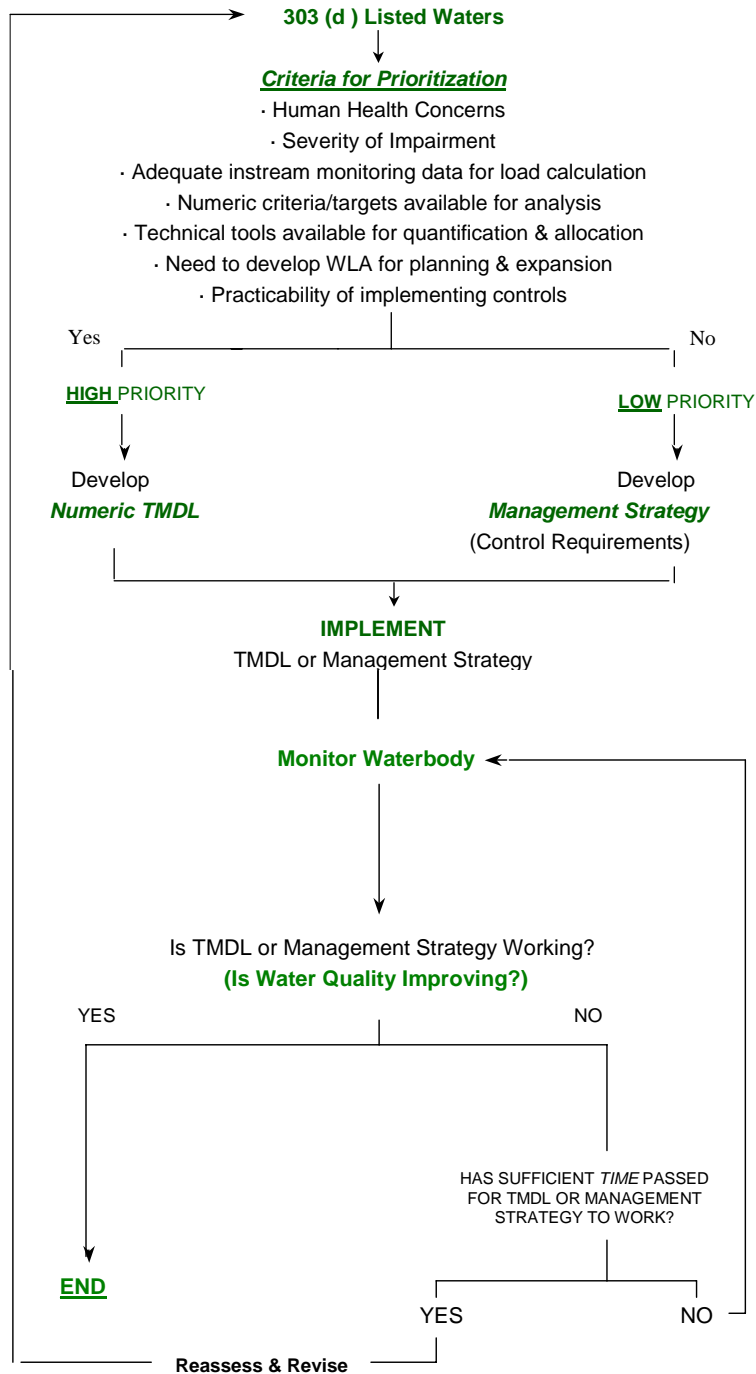 303 (d ) Listed Waters
Criteria for Prioritization
· Human Health Concerns
· Severity of Impairment
· Adequate instream monitoring data for load calculation
· Numeric criteria/targets available for analysis
· Technical tools available for quantification & allocation
· Need to develop WLA for planning & expansion
· Practicability of implementing controls
Yes
No
HIGH PRIORITY
LOW PRIORITY
Develop
Numeric TMDL
Develop
Management Strategy
(Control Requirements)
IMPLEMENT
TMDL or Management Strategy
Monitor Waterbody
Is TMDL or Management Strategy Working?
(Is Water Quality Improving?)
YES
NO
HAS SUFFICIENT TIME PASSED
FOR TMDL OR MANAGEMENT
STRATEGY TO WORK?
END
YES
NO
Reassess & Revise